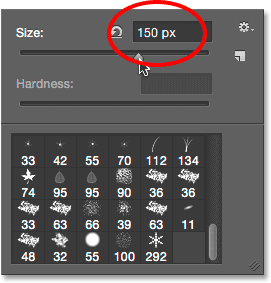 Size: 150 px
Hardness:
33 42 55 70 112 134
74 95 95 90 36 36
33 63 66 39 63 11
48 32 55 100 292